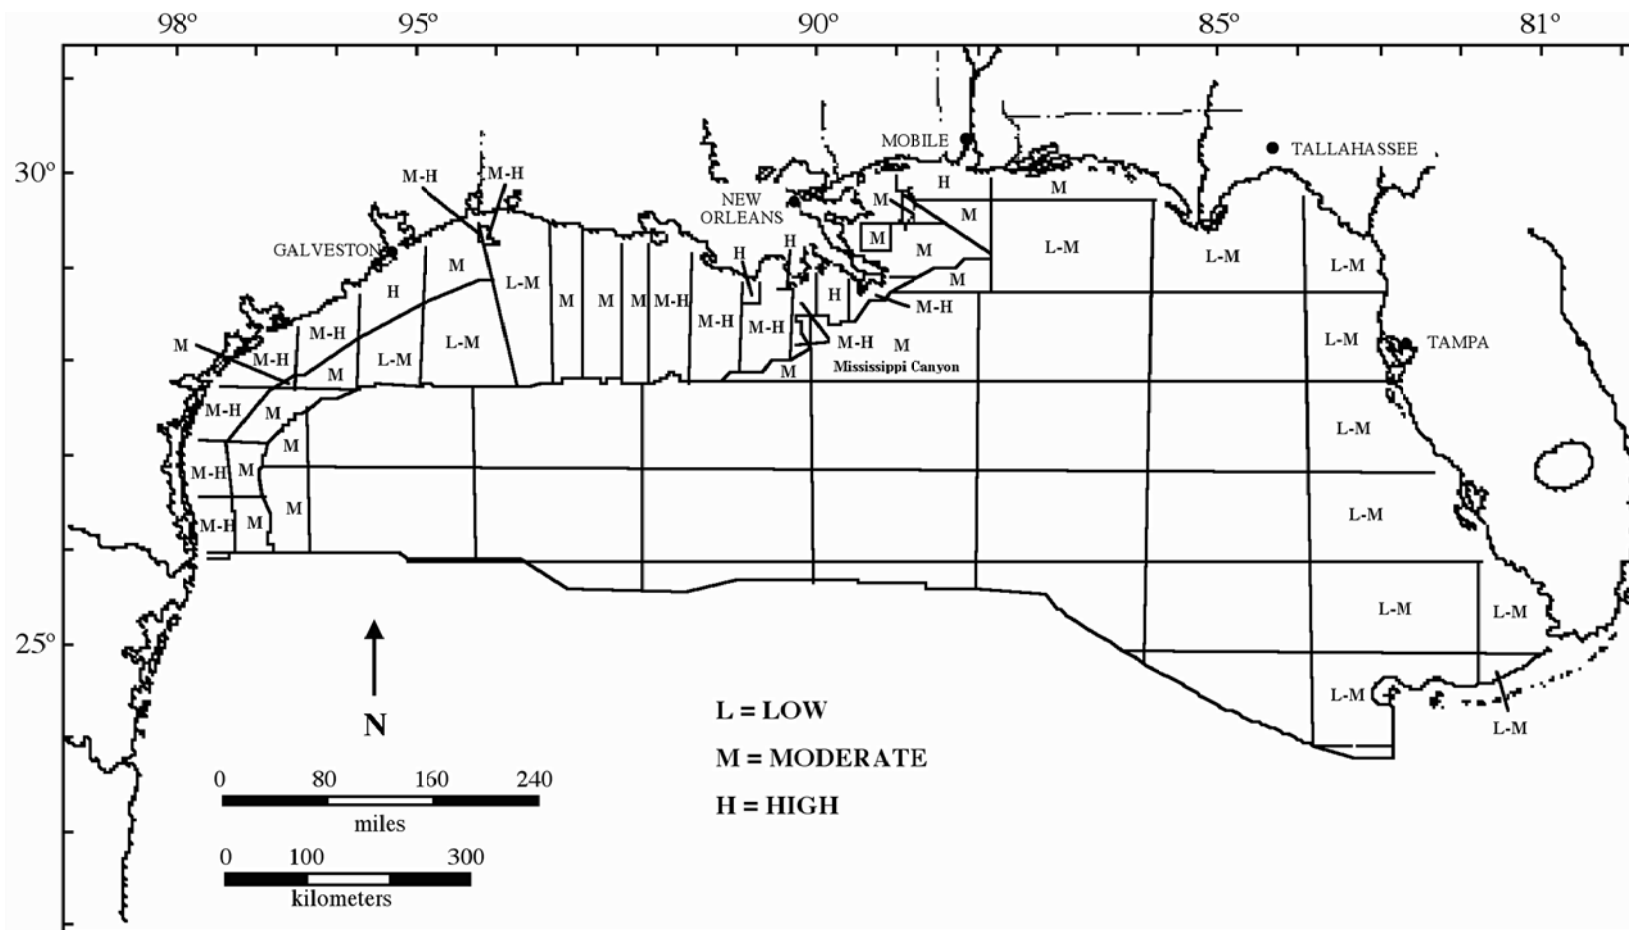 98° 95° 90° 85° 81°
MOBILE
TALLAHASSEE
30°
M-H M-H
H
M
NEW
ORLEANS
M
M
H
M
GALVESTON
H
M
L-M
L-M
L-M
M
L-M
M
H
M M M M-H
H
M-H
M-H
M-H
M-H
L-M
TAMPA
M
M-H
L-M
L-M
M-H
M-H
M
Mississippi Canyon
M
M
M-H
M
M
L-M
M-H
M
M
L-M
M-H
M
L-M
L-M
25°
L-M
L-M
N
L = LOW
M = MODERATE
H = HIGH
0 80 160 240
miles
0 100 300
kilometers